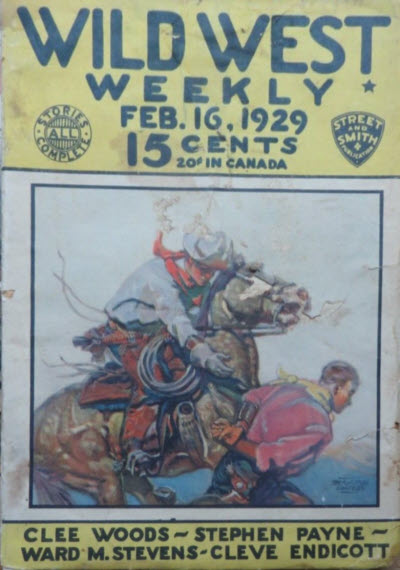 WILD WEST
WEEKLY
FEB. 16, 1929
15 CENTS
20¢ IN CANADA
STORIES
ALL
COMPLETE
STREET
AND
SMITH
PUBLICATION
CLEE WOODS ~ STEPHEN PAYNE ~
WARD M. STEVENS - CLEVE ENDICOTT